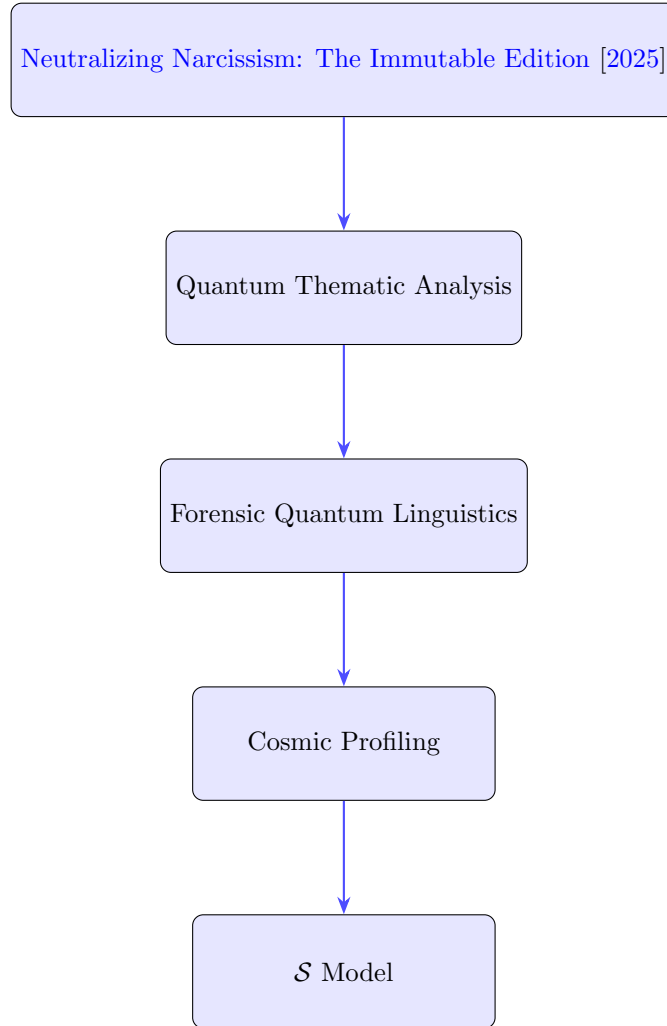 Neutralizing Narcissism: The Immutable Edition [2025]
Quantum Thematic Analysis
Forensic Quantum Linguistics
Cosmic Profiling
𝒮 Model